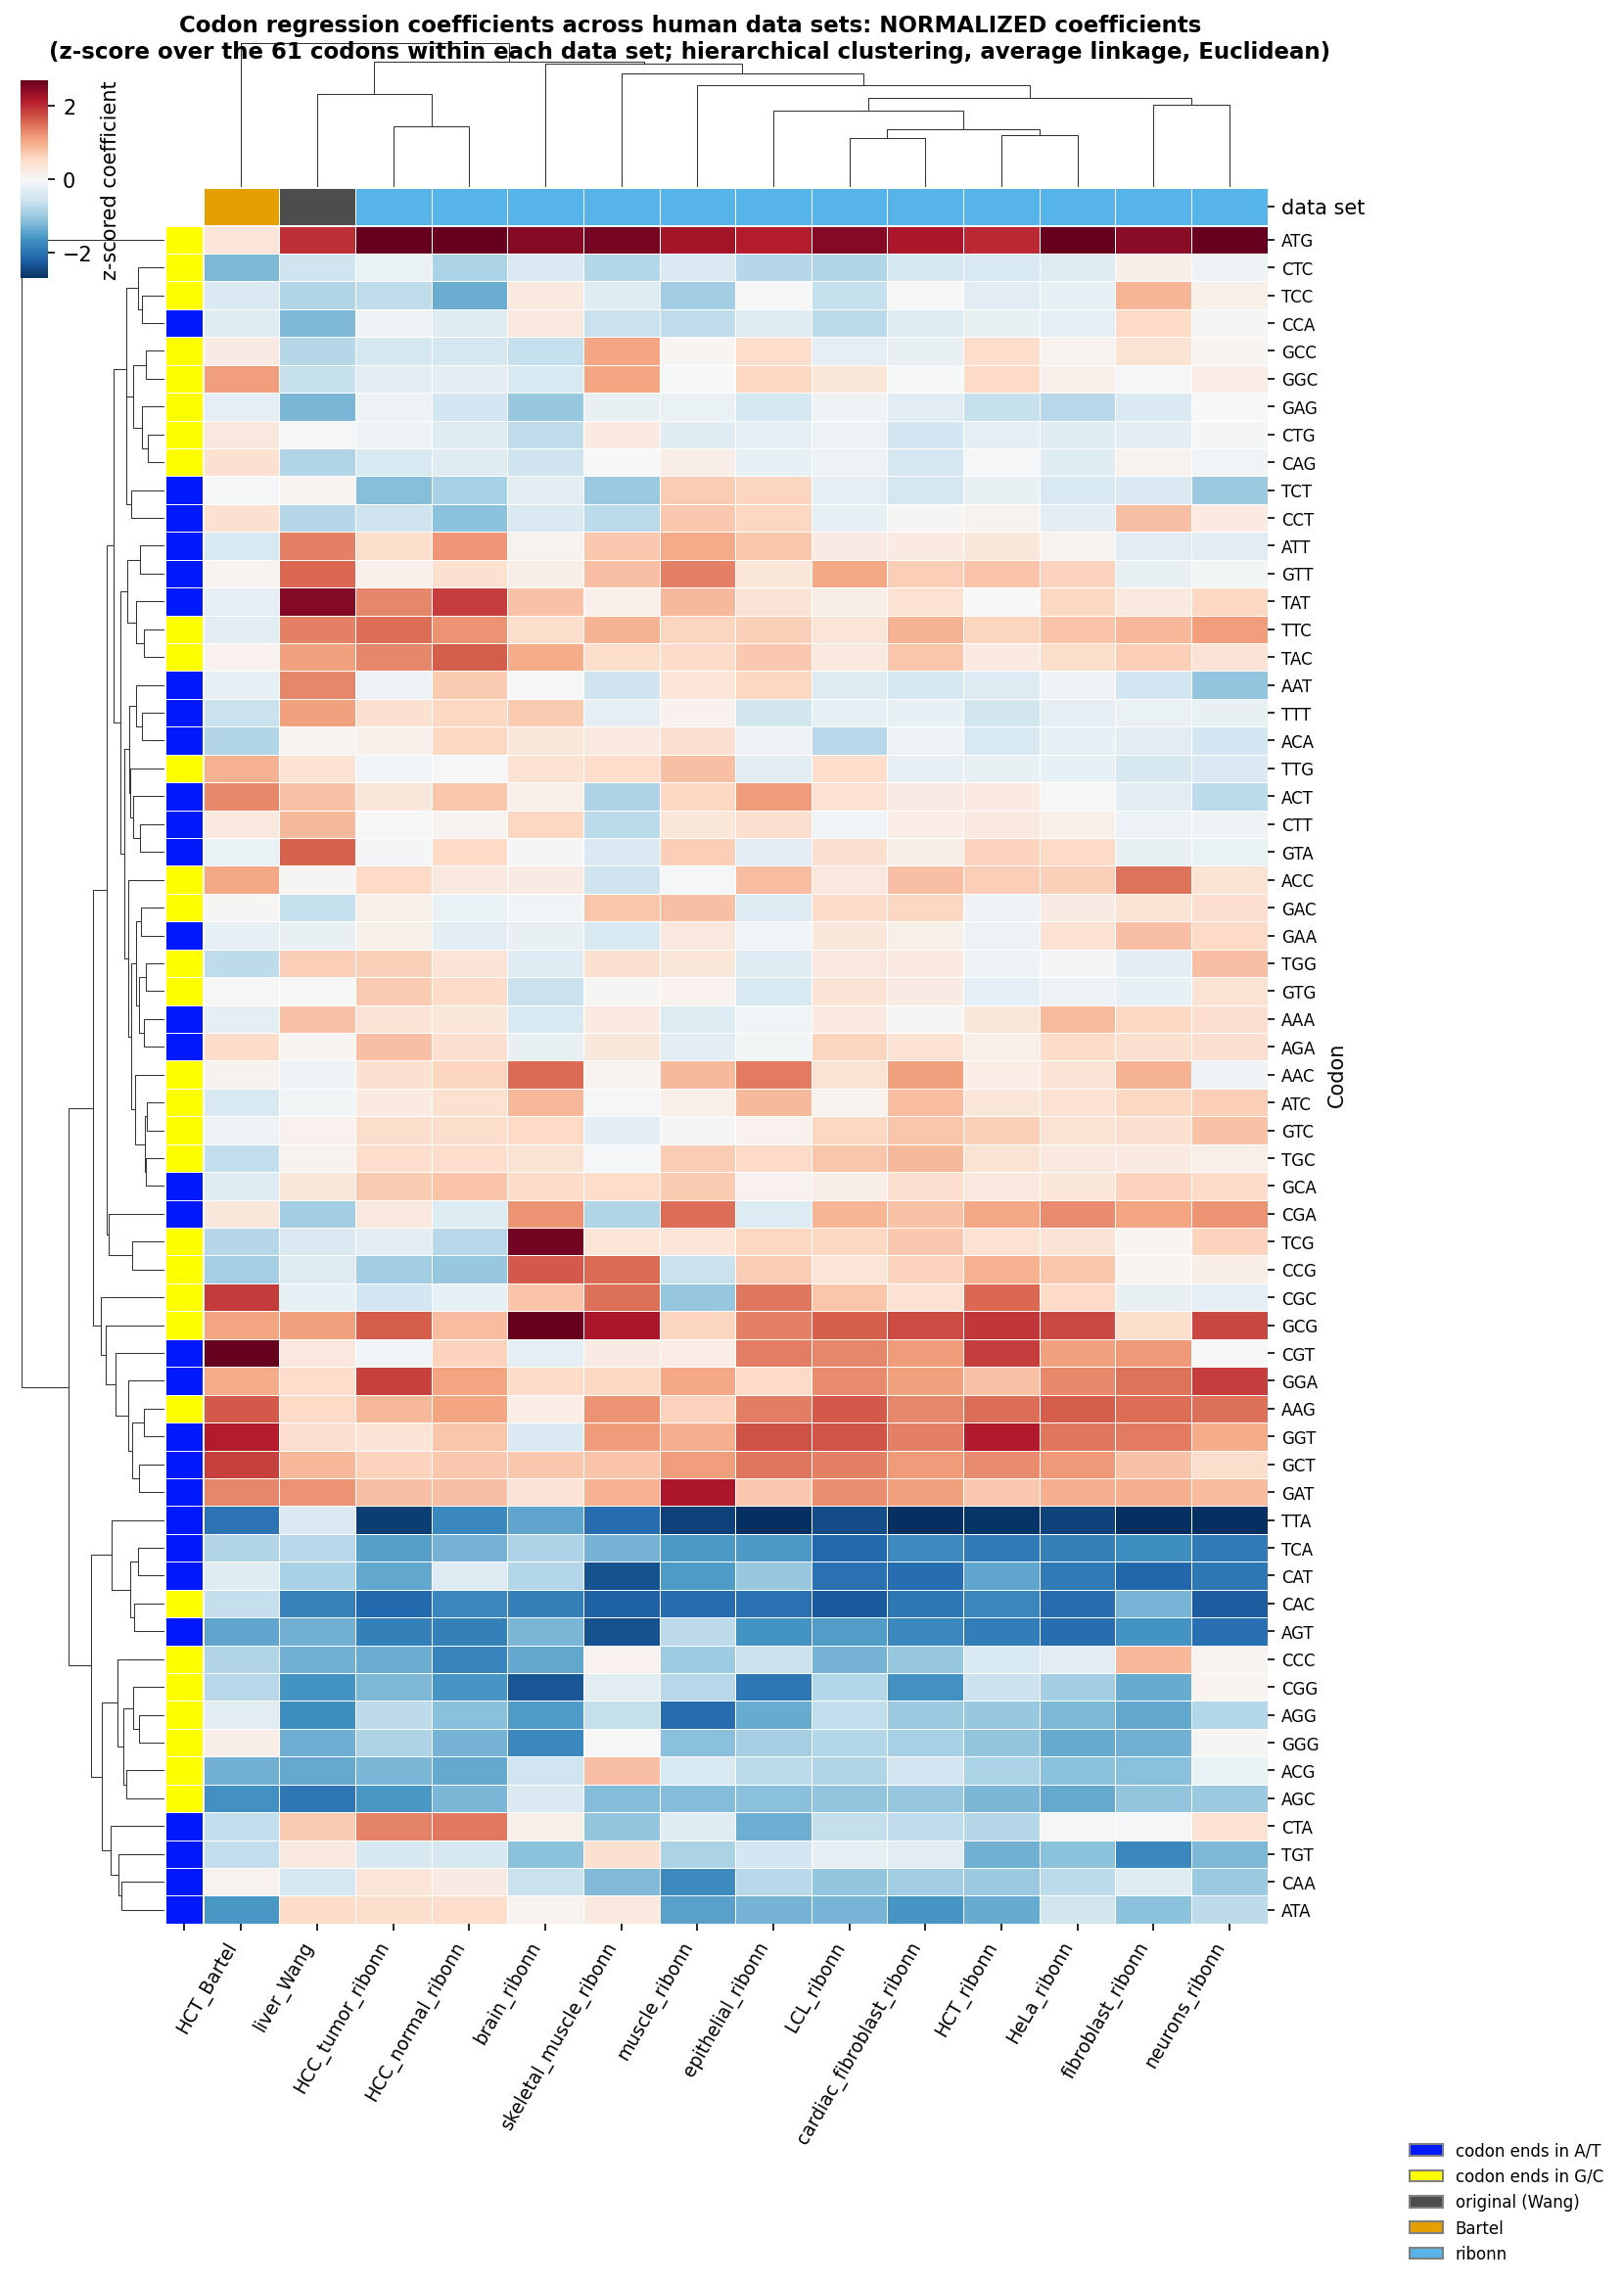 Codon regression coefficients across human data sets: NORMALIZED coefficients
(z-score over the 61 codons within each data set; hierarchical clustering, average linkage, Euclidean)
2
0
−2
z-scored coefficient
data set
ATG
CTC
TCC
CCA
GCC
GGC
GAG
CTG
CAG
TCT
CCT
ATT
GTT
TAT
TTC
TAC
AAT
TTT
ACA
TTG
ACT
CTT
GTA
ACC
GAC
GAA
TGG
GTG
AAA
AGA
AAC
ATC
GTC
TGC
GCA
CGA
TCG
CCG
CGC
GCG
CGT
GGA
AAG
GGT
GCT
GAT
TTA
TCA
CAT
CAC
AGT
CCC
CGG
AGG
GGG
ACG
AGC
CTA
TGT
CAA
ATA
Codon
HCT_Bartel
liver_Wang
HCC_tumor_ribonn
HCC_normal_ribonn
brain_ribonn
skeletal_muscle_ribonn
muscle_ribonn
epithelial_ribonn
LCL_ribonn
cardiac_fibroblast_ribonn
HCT_ribonn
HeLa_ribonn
fibroblast_ribonn
neurons_ribonn
codon ends in A/T
codon ends in G/C
original (Wang)
Bartel
ribonn